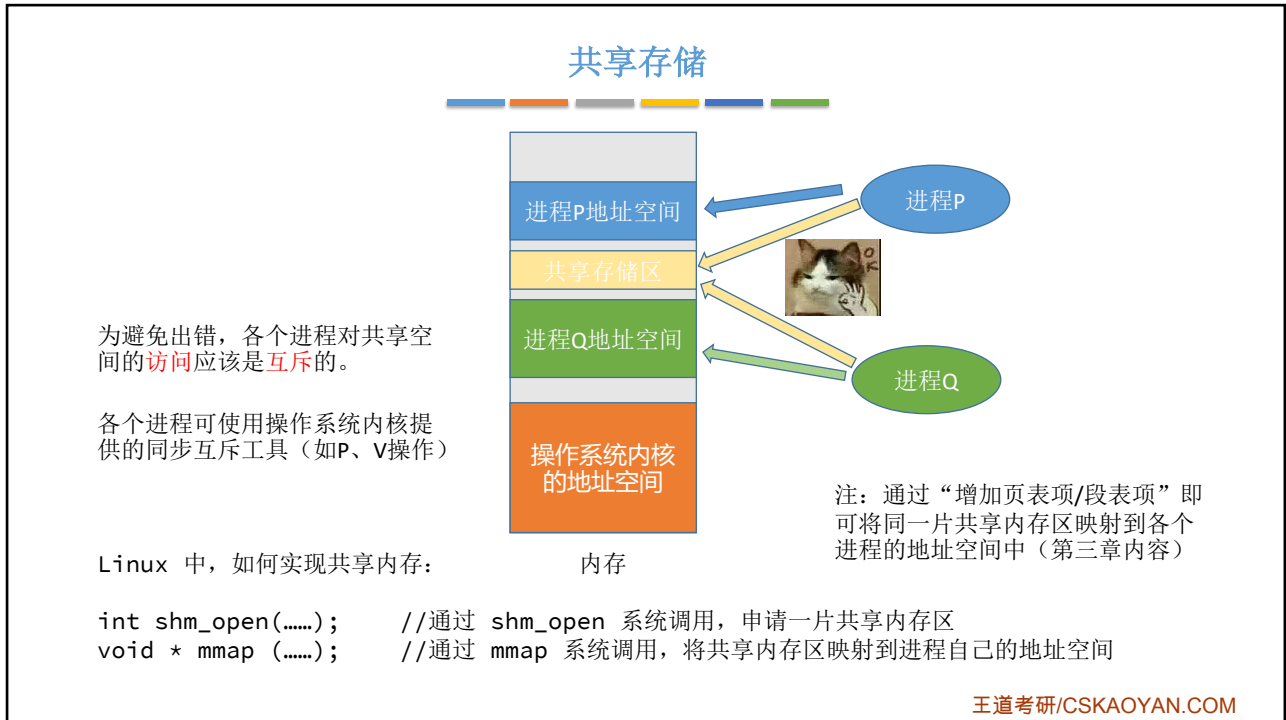 共享存储
进程P地址空间
进程P
共享存储区
OK
进程Q地址空间
进程Q
为避免出错，各个进程对共享空
间的访问应该是互斥的。
各个进程可使用操作系统内核提
供的同步互斥工具（如P、V操作）
操作系统内核
的地址空间
注：通过“增加页表项/段表项”即
可将同一片共享内存区映射到各个
进程的地址空间中（第三章内容）
Linux 中，如何实现共享内存：
内存
int shm_open(……); //通过 shm_open 系统调用，申请一片共享内存区
void * mmap (……); //通过 mmap 系统调用，将共享内存区映射到进程自己的地址空间
王道考研/CSKAOYAN.COM